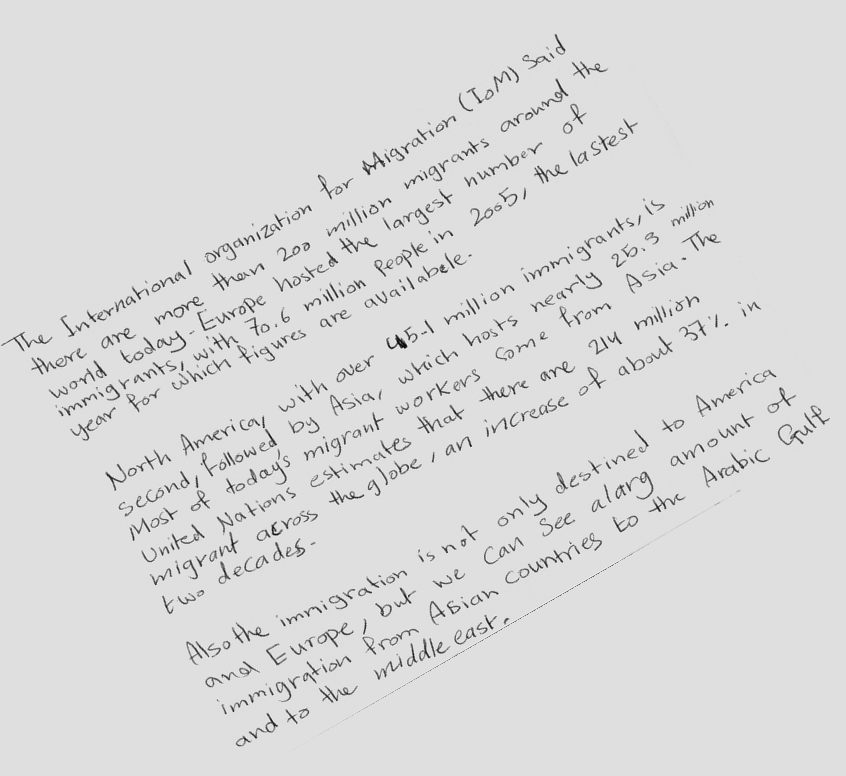 The International organization for Migration (IoM) Said
there are more than 200 million migrants around the
world today. Europe hosted the largest number of
immigrants, with 70.6 million People in 2005, the lastest
year for which figures are availabele.
North America, with over 45.1 million immigrants, is
second, followed by Asia, which hosts nearly 25.3 million
Most of today's migrant workers come from Asia. The
United Nations estimates that there are 214 million
migrant across the globe, an increase of about 37% in
two decades.
Also the immigration is not only destined to America
and Europe, but we can see alarg amount of
immigration from Asian countries to the Arabic Gulf
and to the middle east.